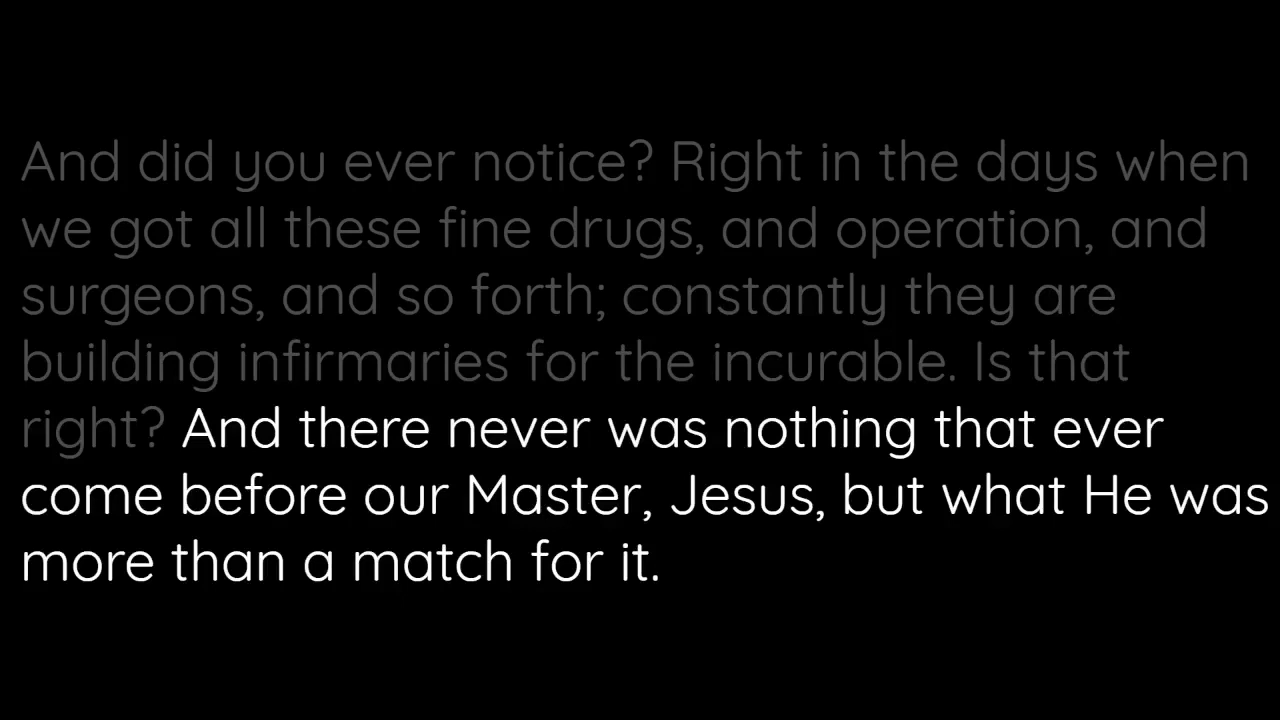 And did you ever notice? Right in the days when
we got all these fine drugs, and operation, and
surgeons, and so forth; constantly they are
building infirmaries for the incurable. Is that
right? And there never was nothing that ever
come before our Master, Jesus, but what He was
more than a match for it.